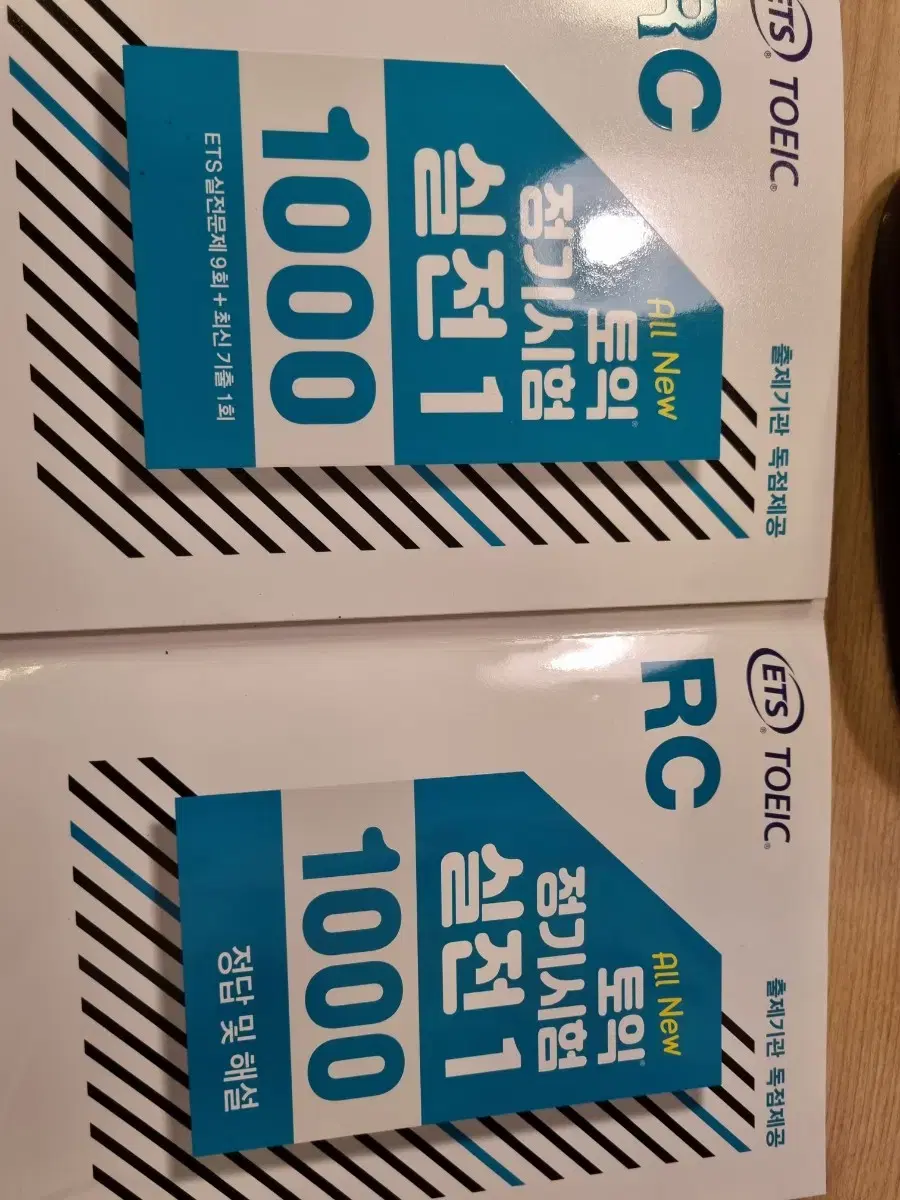 ETS® TOEIC®
RC
출제기관 독점제공
All New
토익®
정기시험
실전 1
1000
ETS 실전문제 9회 + 최신 기출 1회
ETS® TOEIC®
RC
출제기관 독점제공
All New
토익®
정기시험
실전 1
1000
정답 및 해설